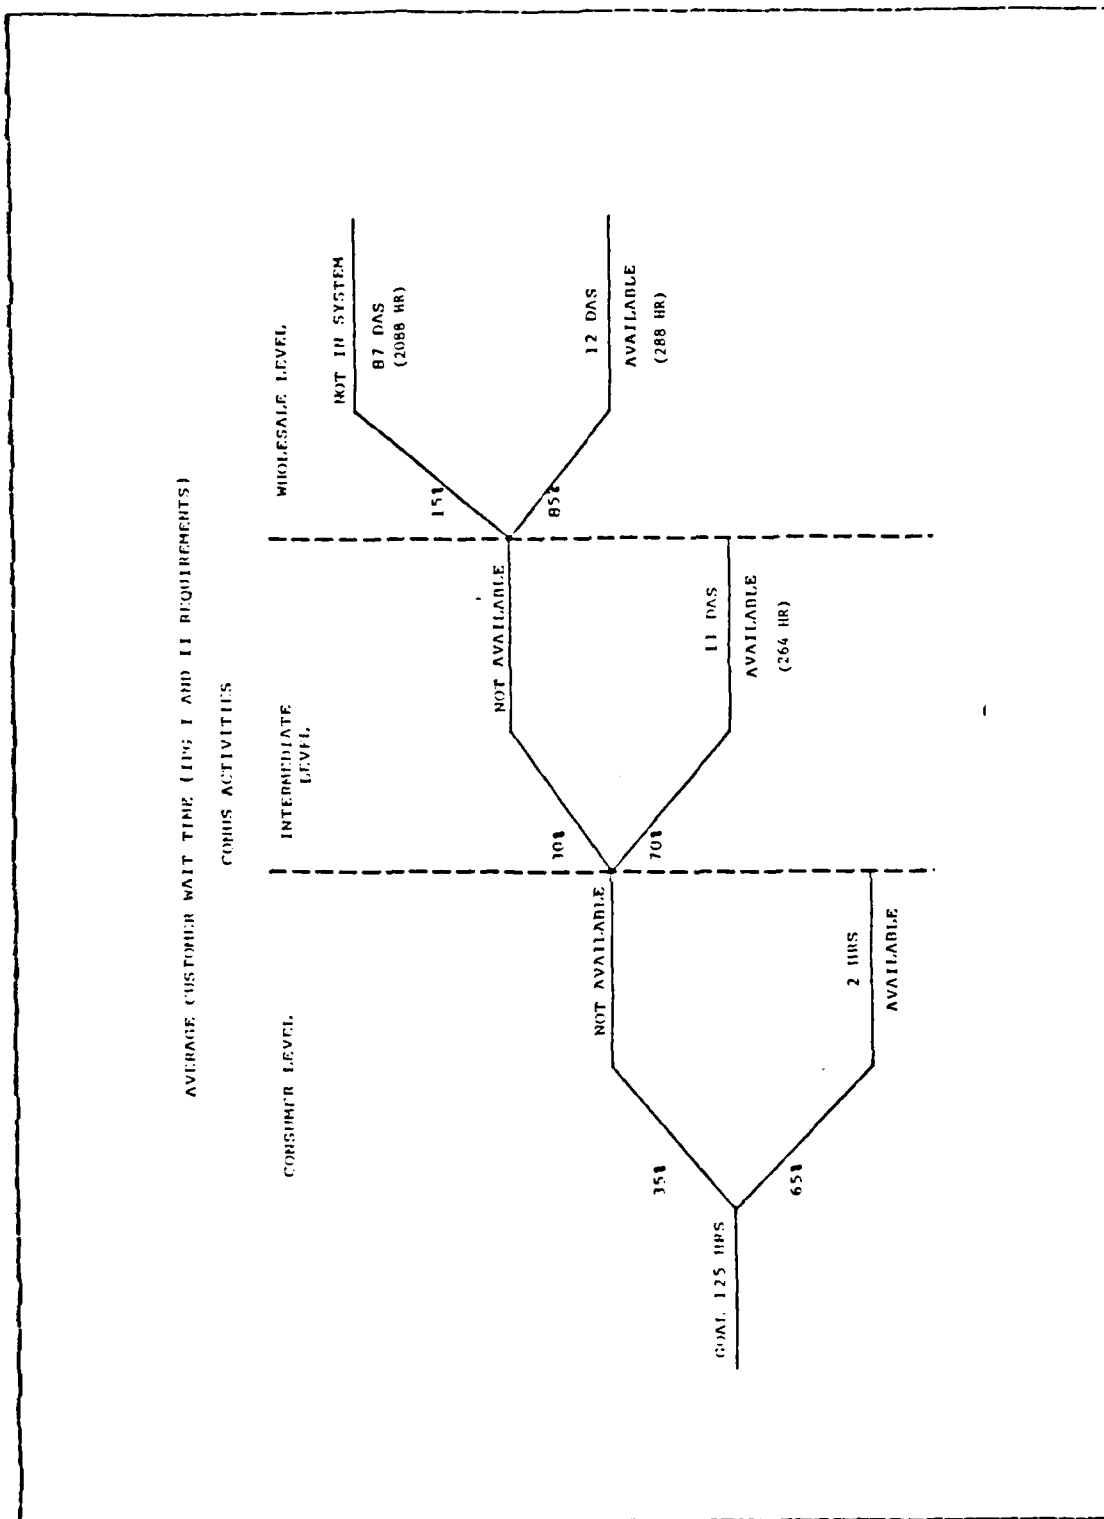 AVERAGE CUSTOMER WAIT TIME (IPG I AND II REQUIREMENTS)
CONUS ACTIVITIES
CONSUMER LEVEL
INTERMEDIATE
LEVEL
WHOLESALE LEVEL
GOAL 125 HRS
35%
65%
NOT AVAILABLE
2 HRS
AVAILABLE
30%
70%
NOT AVAILABLE
11 DAS
AVAILABLE
(264 HR)
15%
85%
NOT IN SYSTEM
87 DAS
(2088 HR)
12 DAS
AVAILABLE
(288 HR)